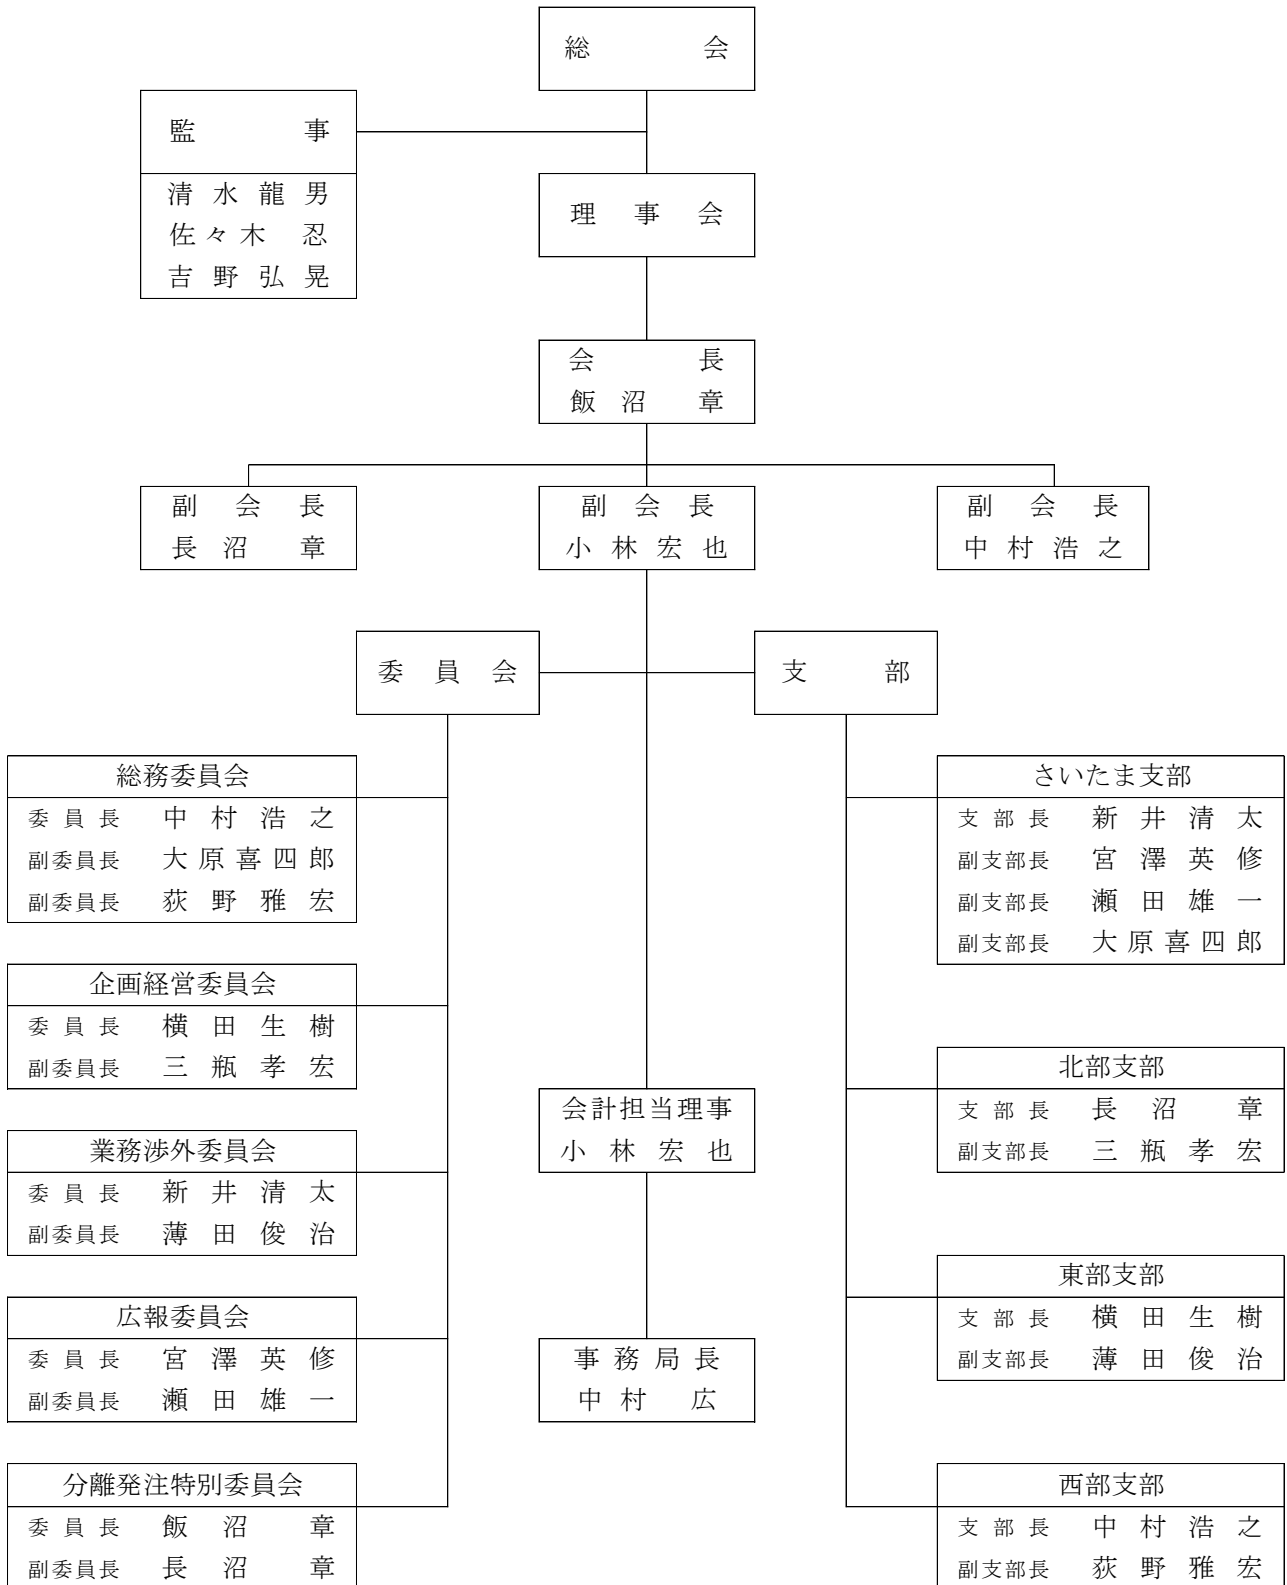 総会
監事
清水龍男
佐々木 忍
吉野弘晃
理事会
会長
飯沼 章
副会長
長沼 章
副会長
小林宏也
副会長
中村浩之
委員会
支部
総務委員会
委員長 中村浩之
副委員長 大原喜四郎
副委員長 荻野雅宏
企画経営委員会
委員長 横田生樹
副委員長 三瓶孝宏
業務渉外委員会
委員長 新井清太
副委員長 薄田俊治
広報委員会
委員長 宮澤英修
副委員長 瀬田雄一
分離発注特別委員会
委員長 飯沼 章
副委員長 長沼 章
会計担当理事
小林宏也
事務局長
中村 広
さいたま支部
支部長 新井清太
副支部長 宮澤英修
副支部長 瀬田雄一
副支部長 大原喜四郎
北部支部
支部長 長沼 章
副支部長 三瓶孝宏
東部支部
支部長 横田生樹
副支部長 薄田俊治
西部支部
支部長 中村浩之
副支部長 荻野雅宏